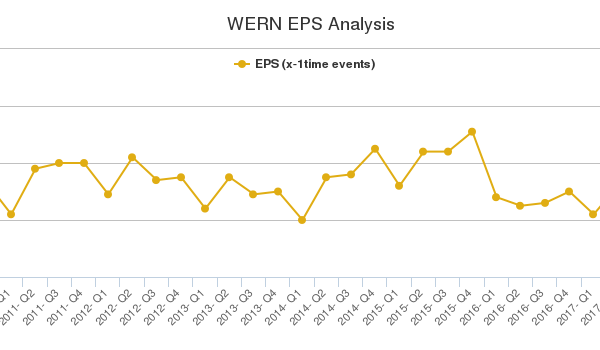 WERN EPS Analysis
EPS (x-1time events)
Q1
2011- Q2
2011- Q3
2011- Q4
2012- Q1
2012- Q2
2012- Q3
2012- Q4
2013- Q1
2013- Q2
2013- Q3
2013- Q4
2014- Q1
2014- Q2
2014- Q3
2014- Q4
2015- Q1
2015- Q2
2015- Q3
2015- Q4
2016- Q1
2016- Q2
2016- Q3
2016- Q4
2017- Q1
2017